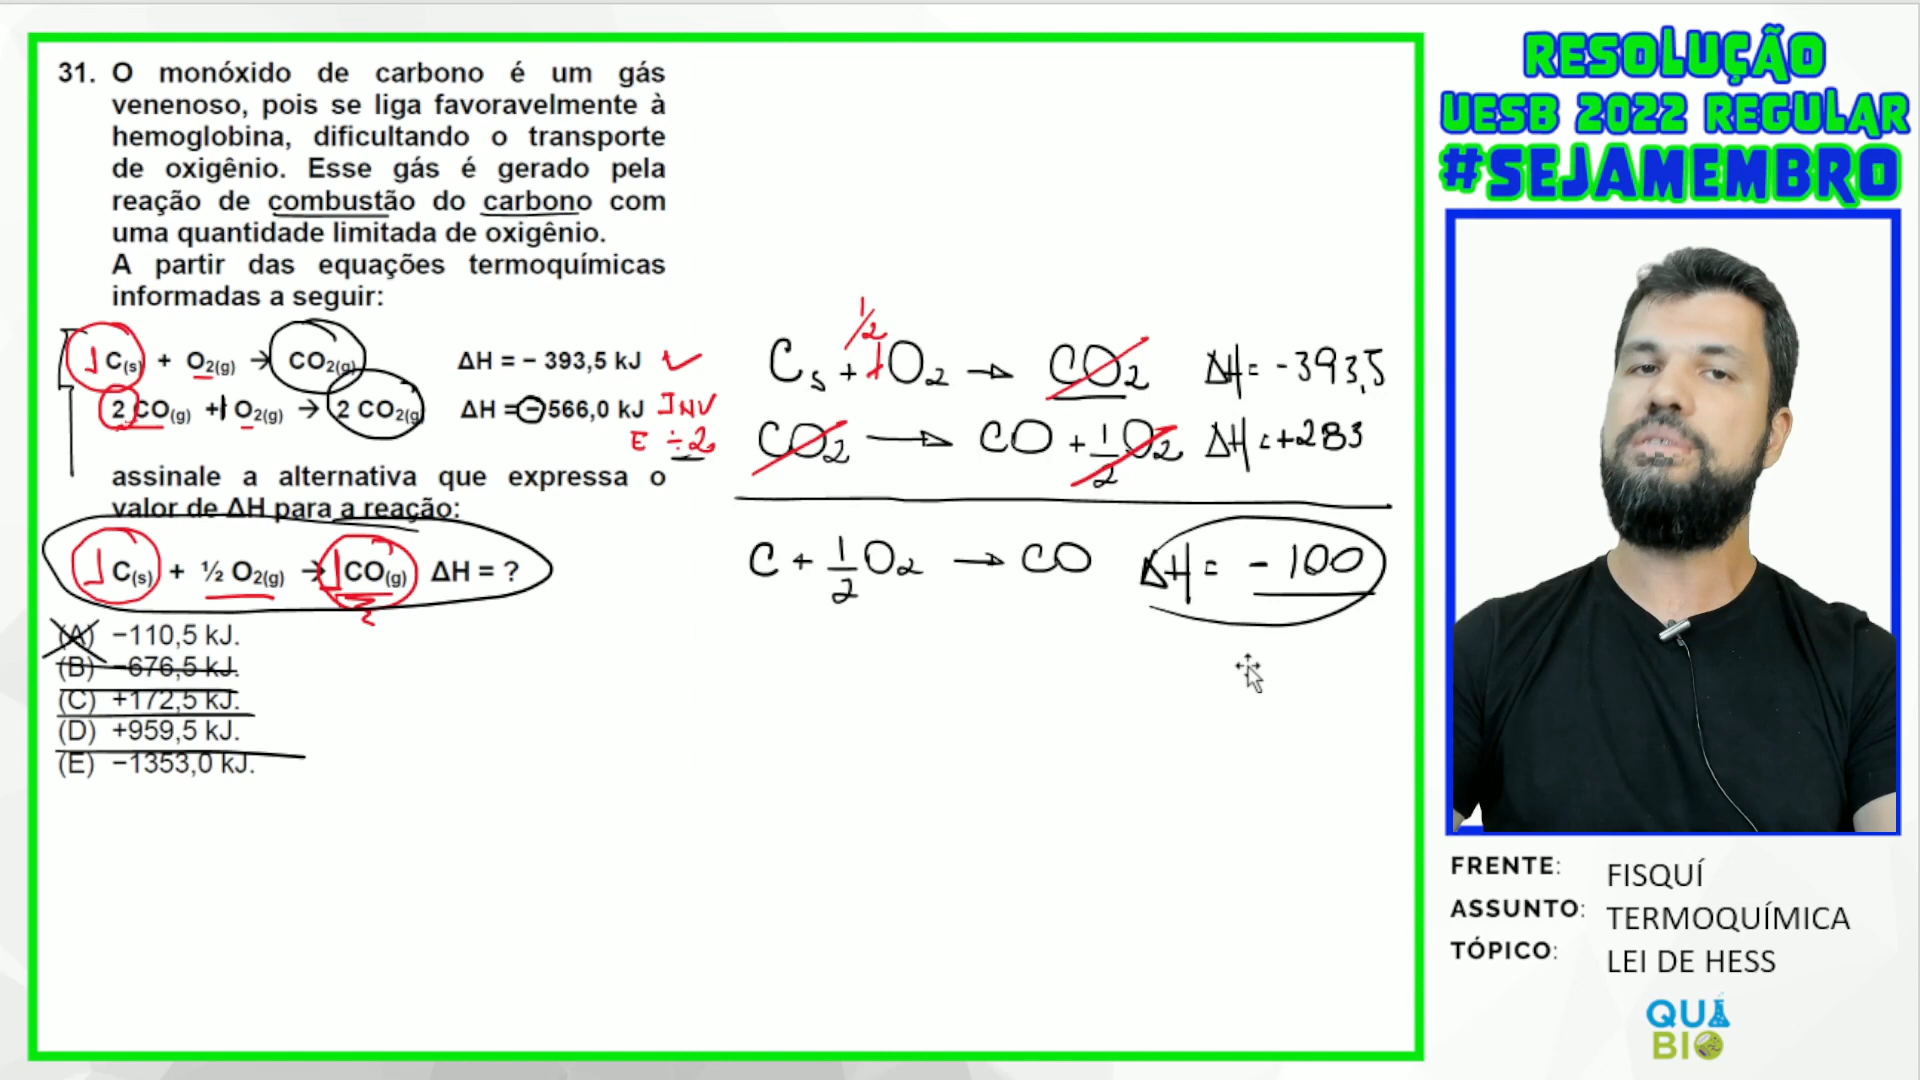 31. O monóxido de carbono é um gás
venenoso, pois se liga favoravelmente à
hemoglobina, dificultando o transporte
de oxigênio. Esse gás é gerado pela
reação de combustão do carbono com
uma quantidade limitada de oxigênio.
A partir das equações termoquímicas
informadas a seguir:
1 C(s) + O2(g) → CO2(g) ΔH = − 393,5 kJ ✓
2 CO(g) + 1 O2(g) → 2 CO2(g) ΔH = −566,0 kJ INV
E ÷2
assinale a alternativa que expressa o
valor de ΔH para a reação:
1 C(s) + ½ O2(g) → 1 CO(g) ΔH = ?
(A) −110,5 kJ.
(B) −676,5 kJ.
(C) +172,5 kJ.
(D) +959,5 kJ.
(E) −1353,0 kJ.
1/2
Cs + 1O2 → CO2 ΔH = -393,5
CO2 → CO + 1/2 O2 ΔH = +283
C + 1/2 O2 → CO ΔH = -100
RESOLUÇÃO
UESB 2022 REGULAR
#SEJAMEMBRO
FRENTE: FISQUÍ
ASSUNTO: TERMOQUÍMICA
TÓPICO: LEI DE HESS
QUI
BIO